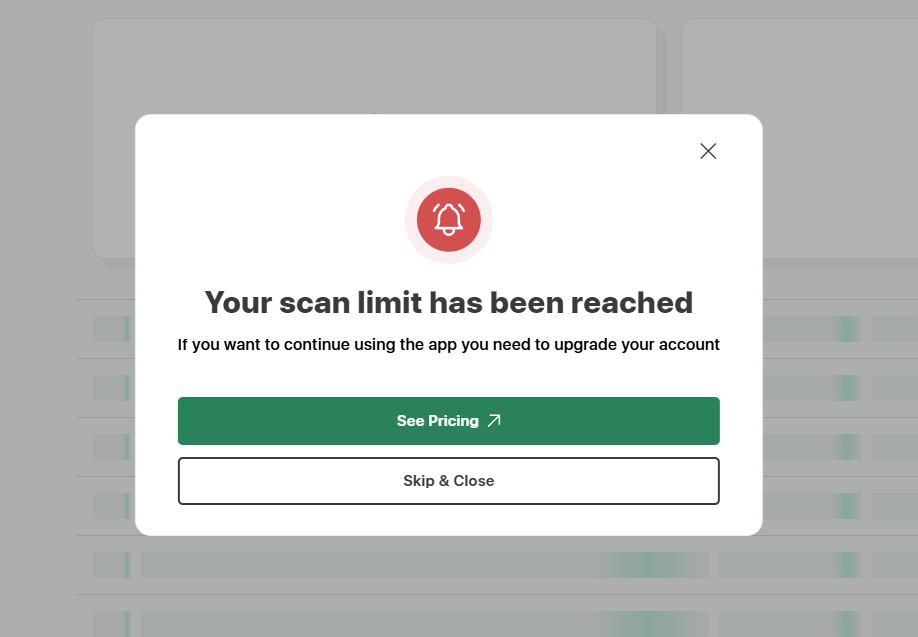 Your scan limit has been reached
If you want to continue using the app you need to upgrade your account
See Pricing
Skip & Close